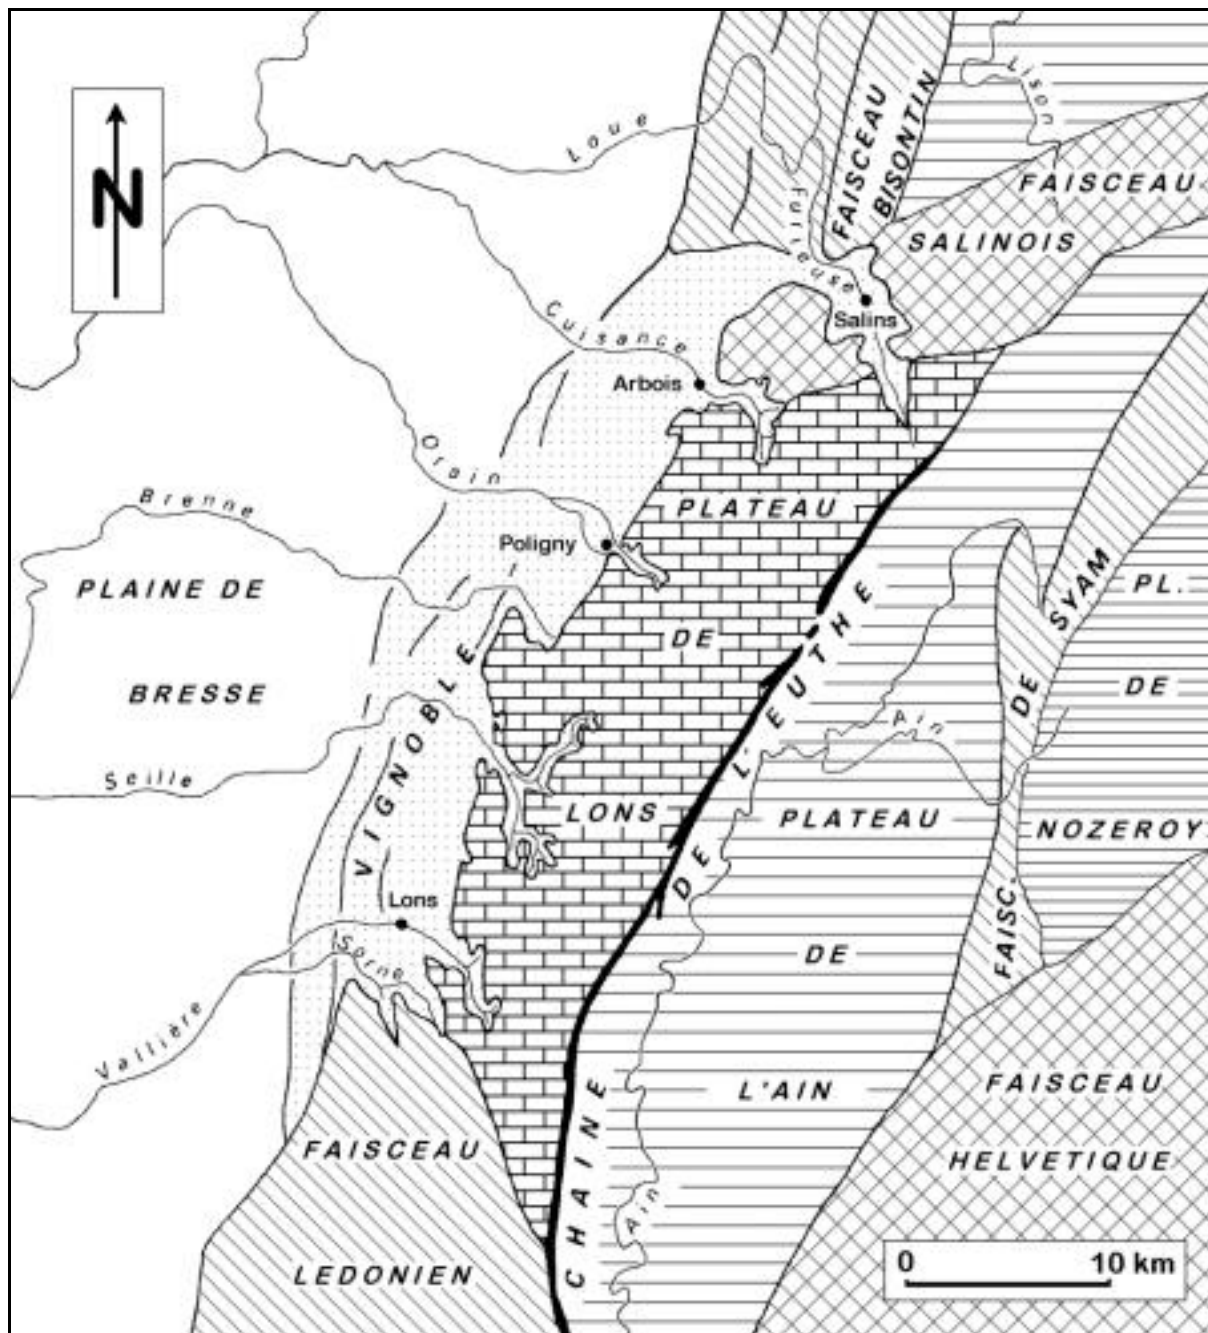 Lison
Loue
FAISCEAU
BISONTIN
FAISCEAU
SALINOIS
N
Furieuse
Salins
Cuisance
Arbois
Orain
Brenne
Poligny
PLATEAU
DE
LONS
PLAINE DE
BRESSE
VIGNOBLE
Seille
CHAINE DE L'EUTHE
Ain
PLATEAU
DE
L'AIN
FAISC. DE SYAM
PL.
DE
NOZEROY
Lons
Sorne
Vallière
FAISCEAU
LEDONIEN
Ain
FAISCEAU
HELVETIQUE
0 10 km